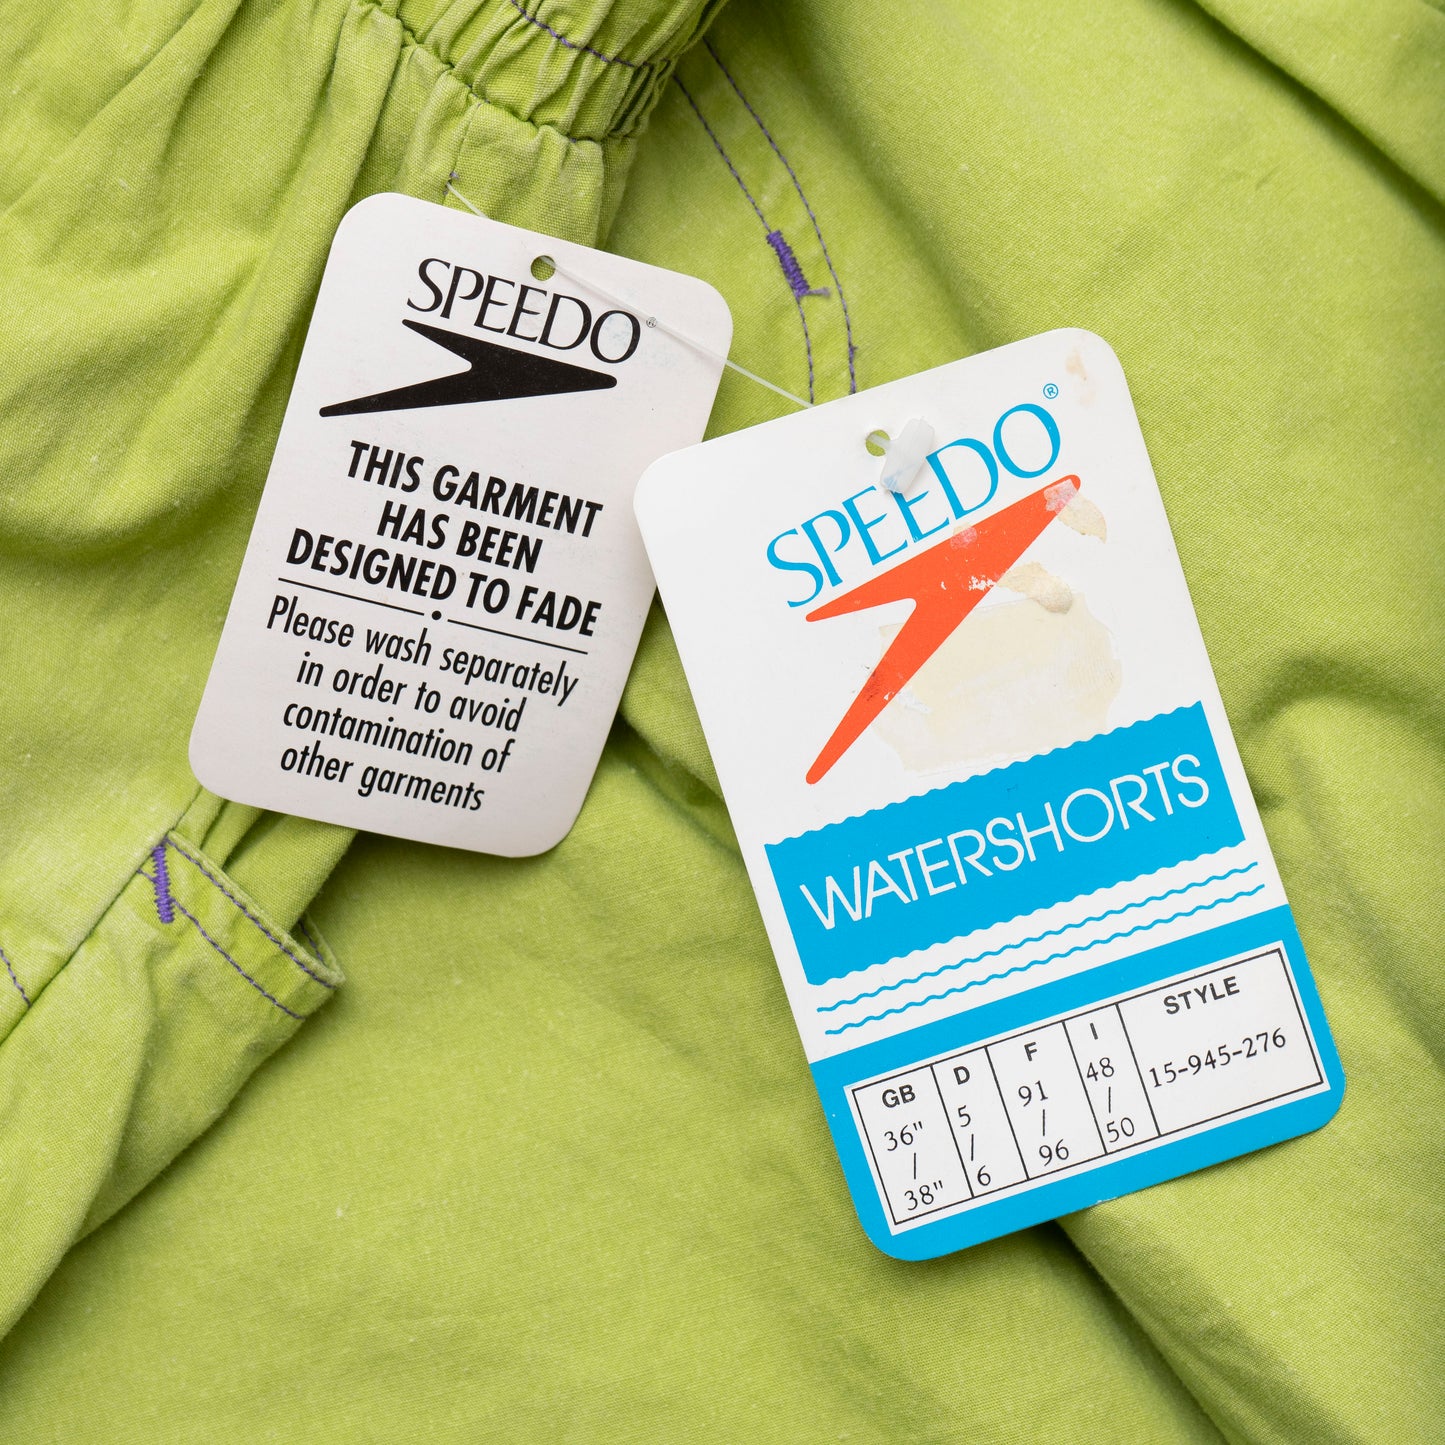 SPEEDO®
THIS GARMENT
HAS BEEN
DESIGNED TO FADE
Please wash separately
in order to avoid
contamination of
other garments
SPEEDO®
WATERSHORTS
GB D F I STYLE
36" 5 91 48 15-945-276
/ / / /
38" 6 96 50